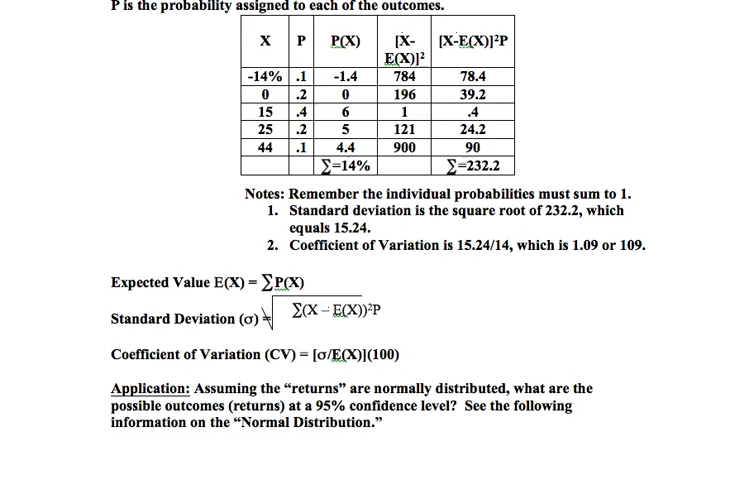 P is the probability assigned to each of the outcomes.
X P P(X) [X- [X-E(X)]²P
E(X)]²
-14% .1 -1.4 784 78.4
0 .2 0 196 39.2
15 .4 6 1 .4
25 .2 5 121 24.2
44 .1 4.4 900 90
∑=14% ∑=232.2
Notes: Remember the individual probabilities must sum to 1.
1. Standard deviation is the square root of 232.2, which
equals 15.24.
2. Coefficient of Variation is 15.24/14, which is 1.09 or 109.
Expected Value E(X) = ∑P(X)
Standard Deviation (σ) = √∑(X – E(X))²P
Coefficient of Variation (CV) = [σ/E(X)](100)
Application: Assuming the “returns” are normally distributed, what are the
possible outcomes (returns) at a 95% confidence level? See the following
information on the “Normal Distribution.”